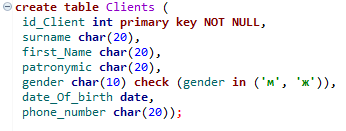 create table Clients (
id_Client int primary key NOT NULL,
surname char(20),
first_Name char(20),
patronymic char(20),
gender char(10) check (gender in ('м', 'ж')),
date_Of_birth date,
phone_number char(20));